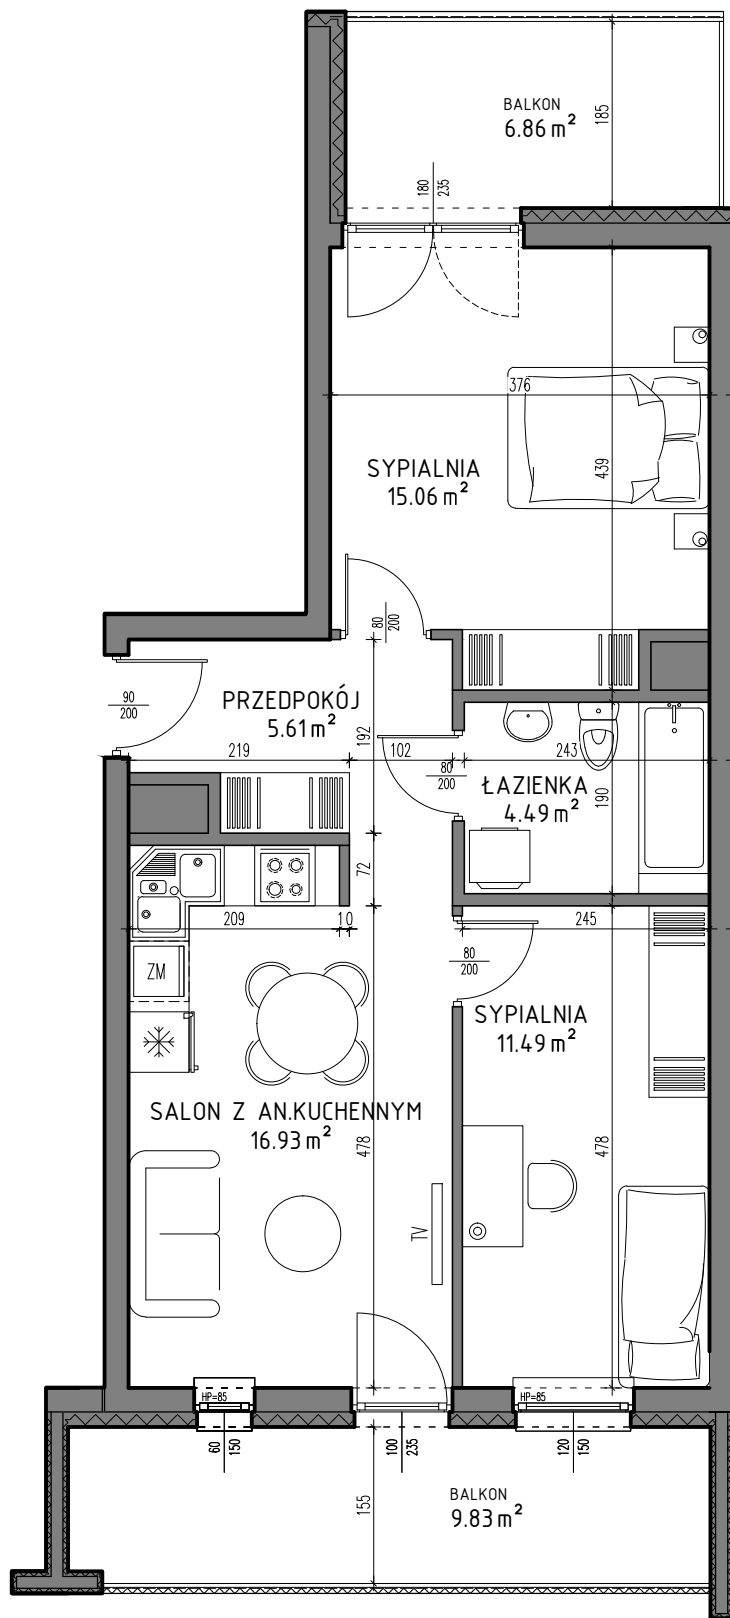 BALKON
6.86 m²
185
180
235
376
439
SYPIALNIA
15.06 m²
80
200
90
200
PRZEDPOKÓJ
5.61 m²
192
219
102
80
200
243
ŁAZIENKA
4.49 m²
190
72
209
10
245
ZM
80
200
SYPIALNIA
11.49 m²
SALON Z AN.KUCHENNYM
16.93 m²
478
478
TV
HP=85
HP=85
60
150
100
235
120
150
155
BALKON
9.83 m²